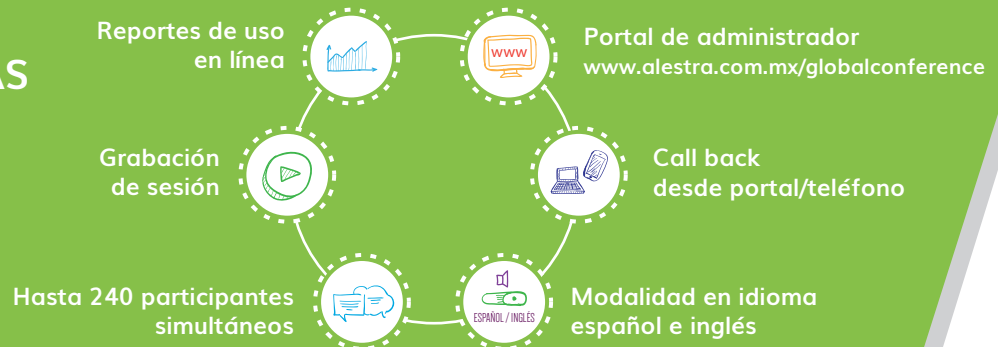 Reportes de uso
en línea
www
Portal de administrador
www.alestra.com.mx/globalconference
Grabación
de sesión
Call back
desde portal/teléfono
Hasta 240 participantes
simultáneos
ESPAÑOL / INGLÉS
Modalidad en idioma
español e inglés